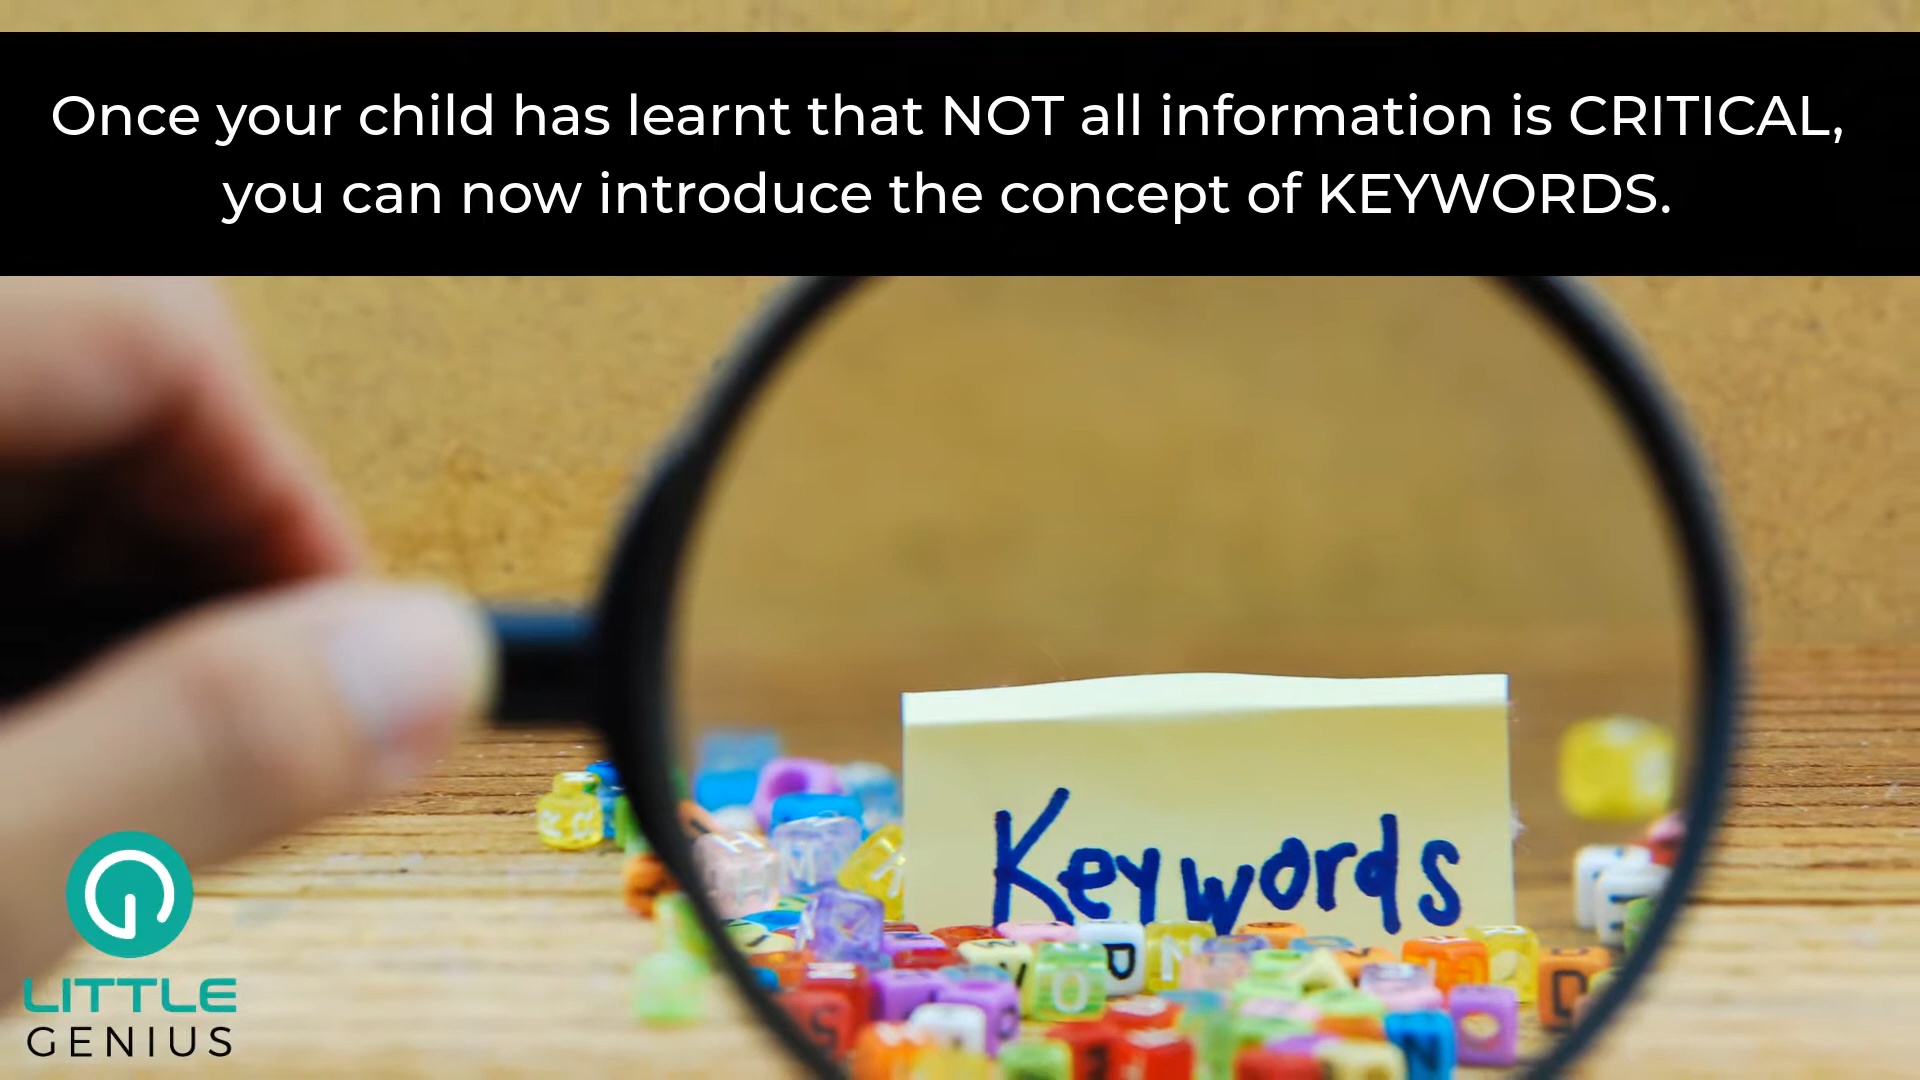 Once your child has learnt that NOT all information is CRITICAL,
you can now introduce the concept of KEYWORDS.
Keywords
LITTLE
GENIUS